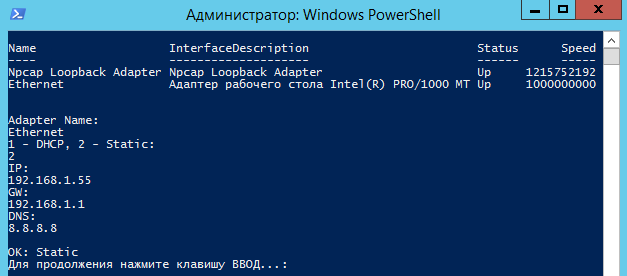 Администратор: Windows PowerShell
Name InterfaceDescription Status Speed
---- -------------------- ------ -----
Npcap Loopback Adapter Npcap Loopback Adapter Up 1215752192
Ethernet Адаптер рабочего стола Intel(R) PRO/1000 MT Up 1000000000
Adapter Name:
Ethernet
1 - DHCP, 2 - Static:
2
IP:
192.168.1.55
GW:
192.168.1.1
DNS:
8.8.8.8
OK: Static
Для продолжения нажмите клавишу ВВОД...: